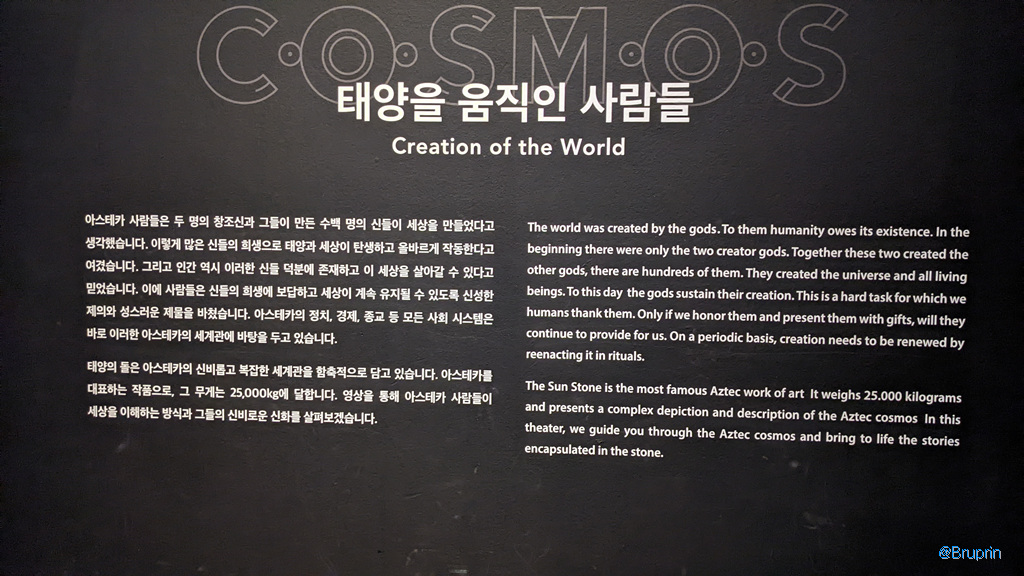 C·O·S·M·O·S
태양을 움직인 사람들
Creation of the World
아스테카 사람들은 두 명의 창조신과 그들이 만든 수백 명의 신들이 세상을 만들었다고
생각했습니다. 이렇게 많은 신들의 희생으로 태양과 세상이 탄생하고 올바르게 작동한다고
여겼습니다. 그리고 인간 역시 이러한 신들 덕분에 존재하고 이 세상을 살아갈 수 있다고
믿었습니다. 이에 사람들은 신들의 희생에 보답하고 세상이 계속 유지될 수 있도록 신성한
제의와 성스러운 제물을 바쳤습니다. 아스테카의 정치, 경제, 종교 등 모든 사회 시스템은
바로 이러한 아스테카의 세계관에 바탕을 두고 있습니다.
태양의 돌은 아스테카의 신비롭고 복잡한 세계관을 함축적으로 담고 있습니다. 아스테카를
대표하는 작품으로, 그 무게는 25,000kg에 달합니다. 영상을 통해 아스테카 사람들이
세상을 이해하는 방식과 그들의 신비로운 신화를 살펴보겠습니다.
The world was created by the gods. To them humanity owes its existence. In the
beginning there were only the two creator gods. Together these two created the
other gods, there are hundreds of them. They created the universe and all living
beings. To this day the gods sustain their creation. This is a hard task for which we
humans thank them. Only if we honor them and present them with gifts, will they
continue to provide for us. On a periodic basis, creation needs to be renewed by
reenacting it in rituals.
The Sun Stone is the most famous Aztec work of art It weighs 25.000 kilograms
and presents a complex depiction and description of the Aztec cosmos In this
theater, we guide you through the Aztec cosmos and bring to life the stories
encapsulated in the stone.
@Bruprin